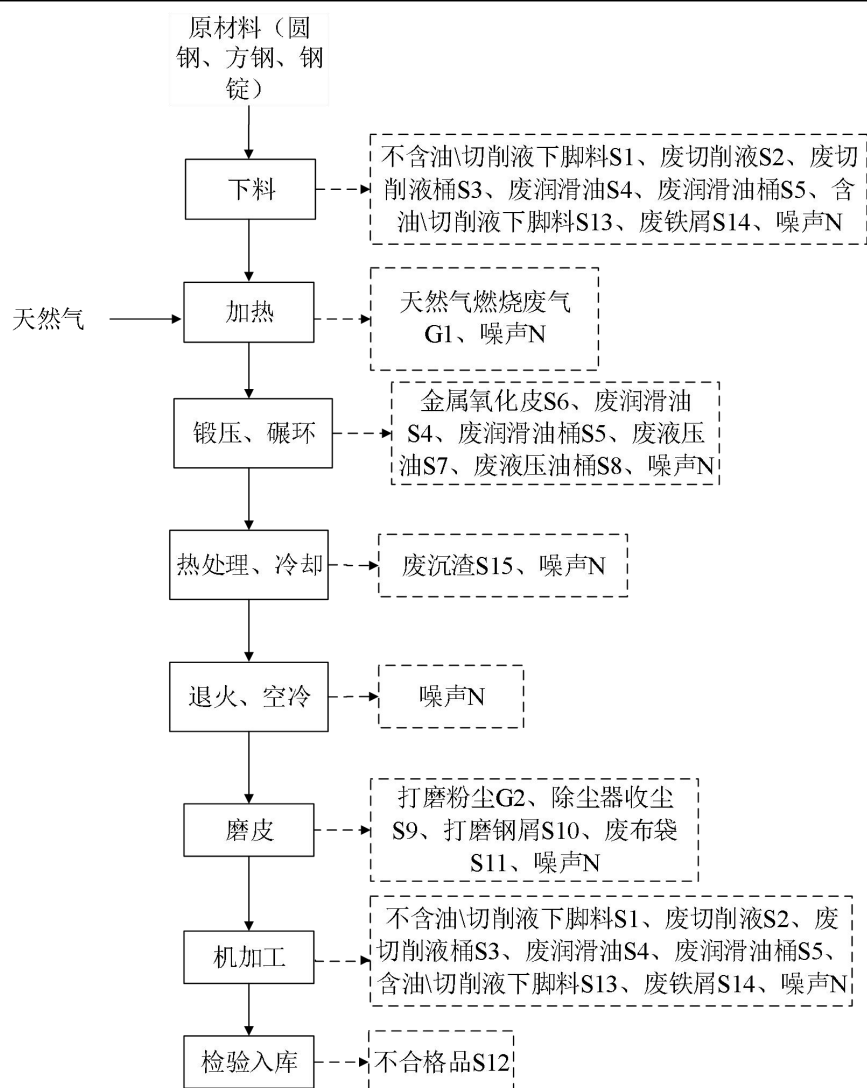 原材料（圆
钢、方钢、钢
锭）
下料
不含油\切削液下脚料S1、废切削液S2、废切
削液桶S3、废润滑油S4、废润滑油桶S5、含
油\切削液下脚料S13、废铁屑S14、噪声N
天然气
加热
天然气燃烧废气
G1、噪声N
锻压、碾环
金属氧化皮S6、废润滑油
S4、废润滑油桶S5、废液压
油S7、废液压油桶S8、噪声N
热处理、冷却
废沉渣S15、噪声N
退火、空冷
噪声N
磨皮
打磨粉尘G2、除尘器收尘
S9、打磨钢屑S10、废布袋
S11、噪声N
机加工
不含油\切削液下脚料S1、废切削液S2、废
切削液桶S3、废润滑油S4、废润滑油桶S5、
含油\切削液下脚料S13、废铁屑S14、噪声N
检验入库
不合格品S12